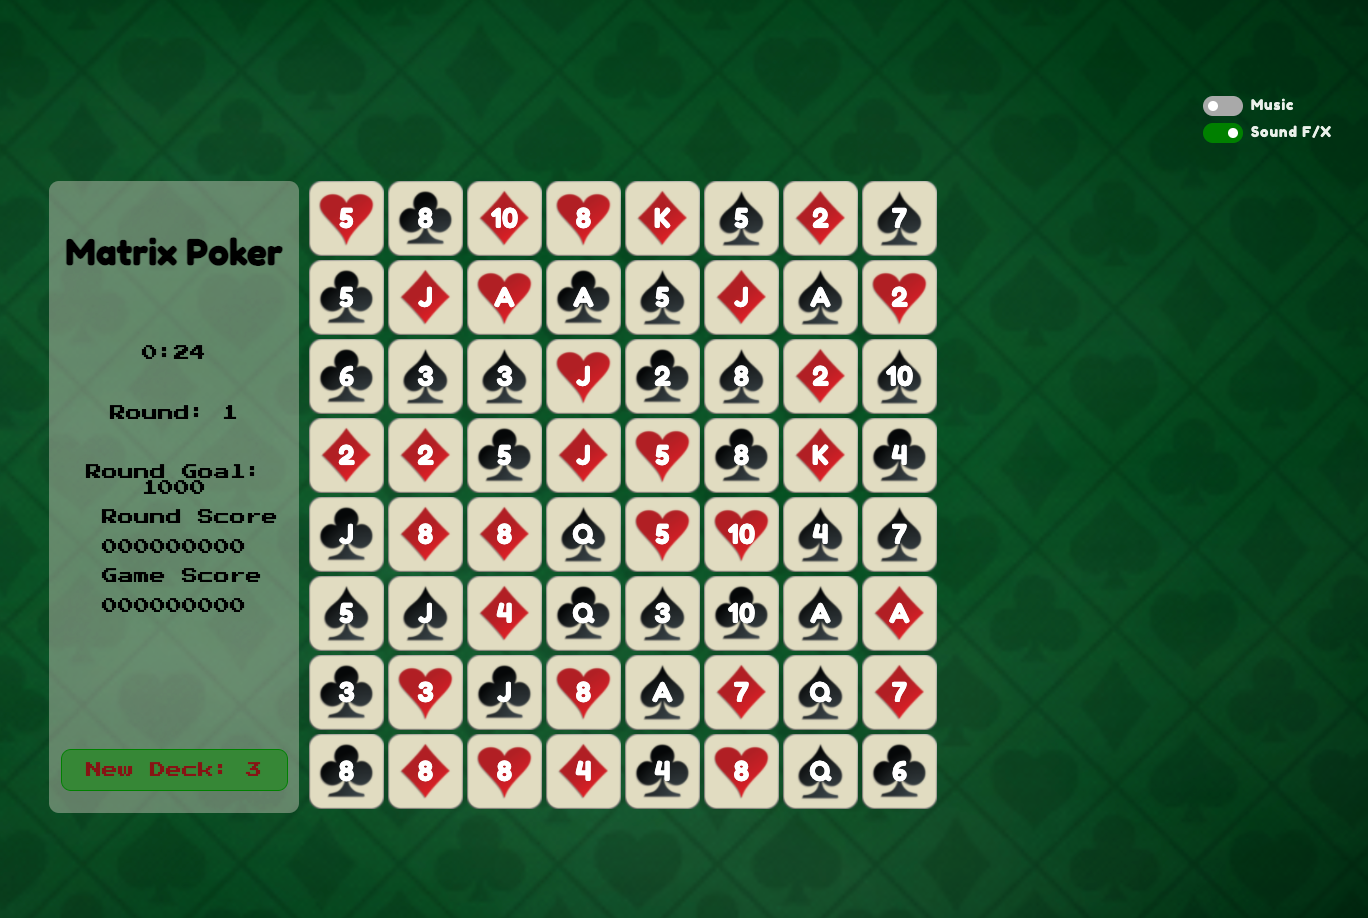 Music
Sound F/X
Matrix Poker
0:24
Round: 1
Round Goal:
1000
Round Score
000000000
Game Score
000000000
New Deck: 3
5 8 10 8 K 5 2 7
5 J A A 5 J A 2
6 3 3 J 2 8 2 10
2 2 5 J 5 8 K 4
J 8 8 Q 5 10 4 7
5 J 4 Q 3 10 A A
3 3 J 8 A 7 Q 7
8 8 8 4 4 8 Q 6